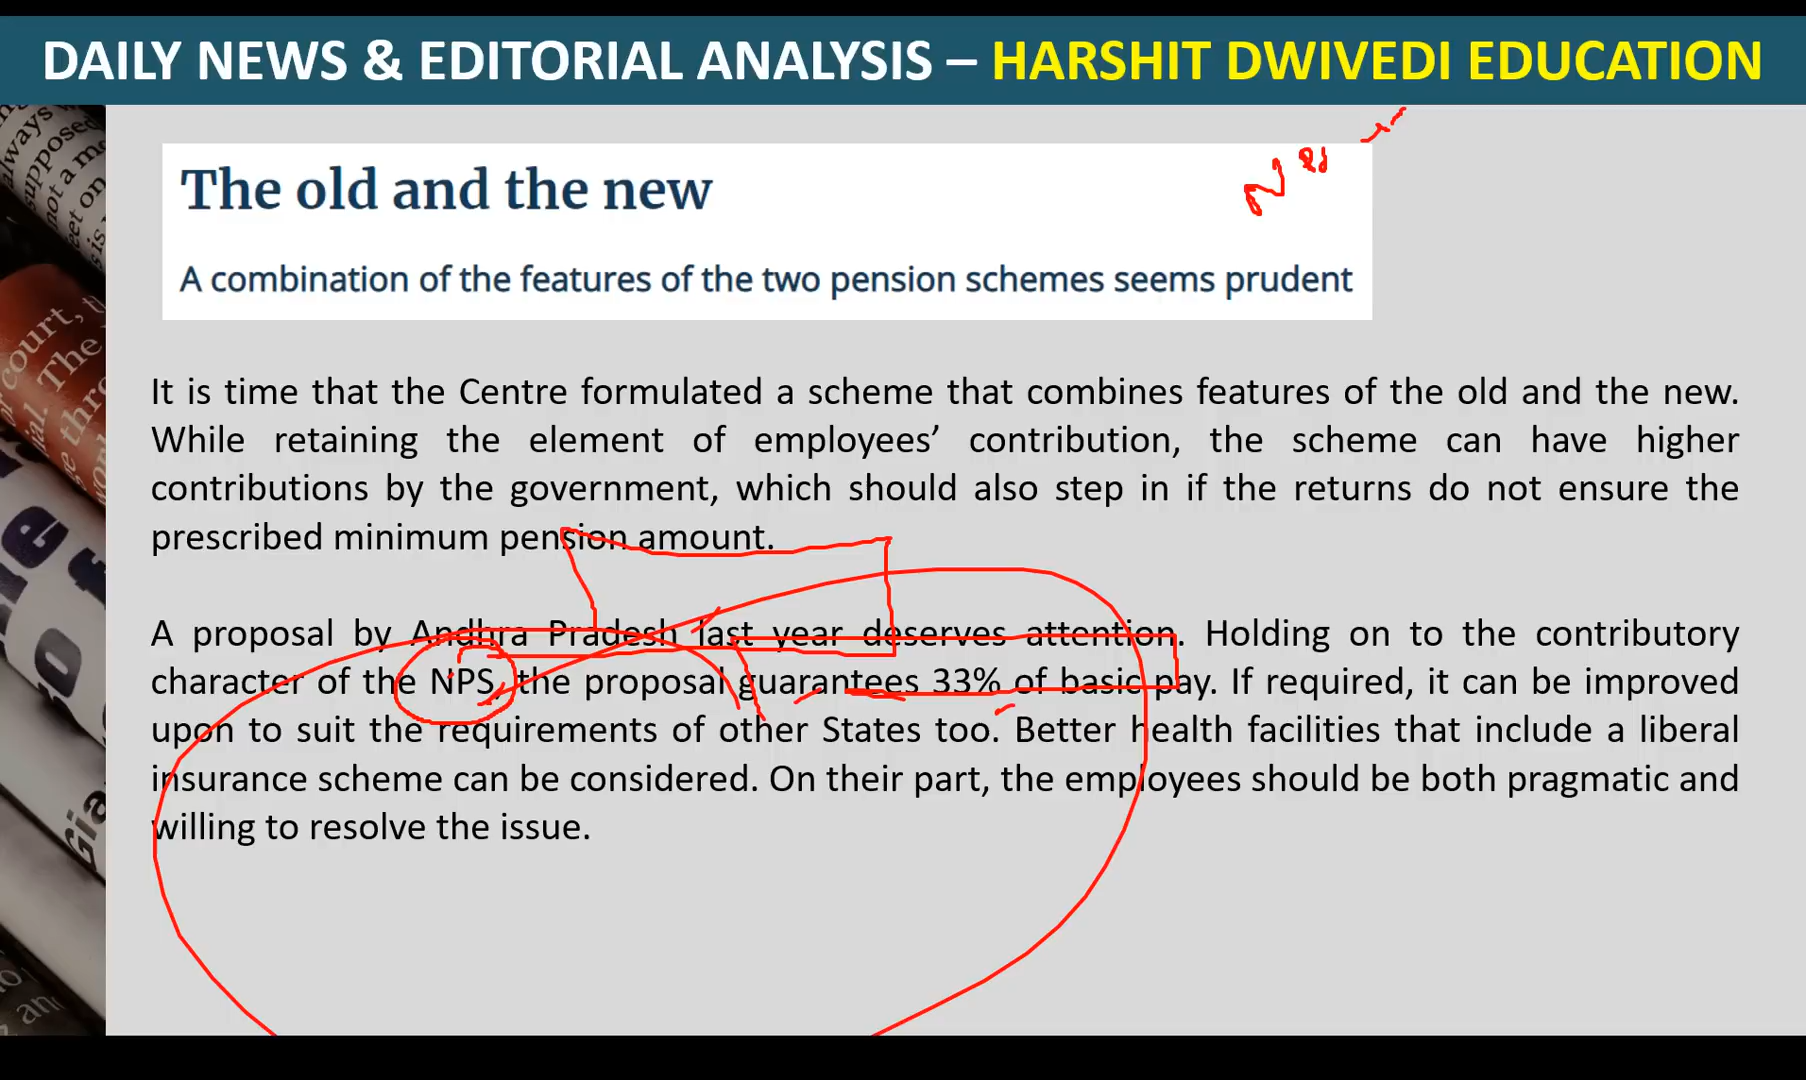 DAILY NEWS & EDITORIAL ANALYSIS – HARSHIT DWIVEDI EDUCATION
The old and the new
A combination of the features of the two pension schemes seems prudent
It is time that the Centre formulated a scheme that combines features of the old and the new.
While retaining the element of employees’ contribution, the scheme can have higher
contributions by the government, which should also step in if the returns do not ensure the
prescribed minimum pension amount.
A proposal by Andhra Pradesh last year deserves attention. Holding on to the contributory
character of the NPS, the proposal guarantees 33% of basic pay. If required, it can be improved
upon to suit the requirements of other States too. Better health facilities that include a liberal
insurance scheme can be considered. On their part, the employees should be both pragmatic and
willing to resolve the issue.